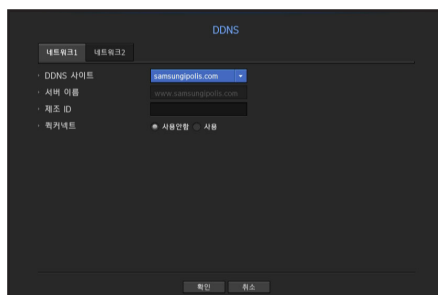 DDNS
네트워크1 네트워크2
· DDNS 사이트 samsungipolis.com
· 서버 이름 www.samsungipolis.com
· 제조 ID
· 퀵커넥트 사용안함 사용
확인 취소